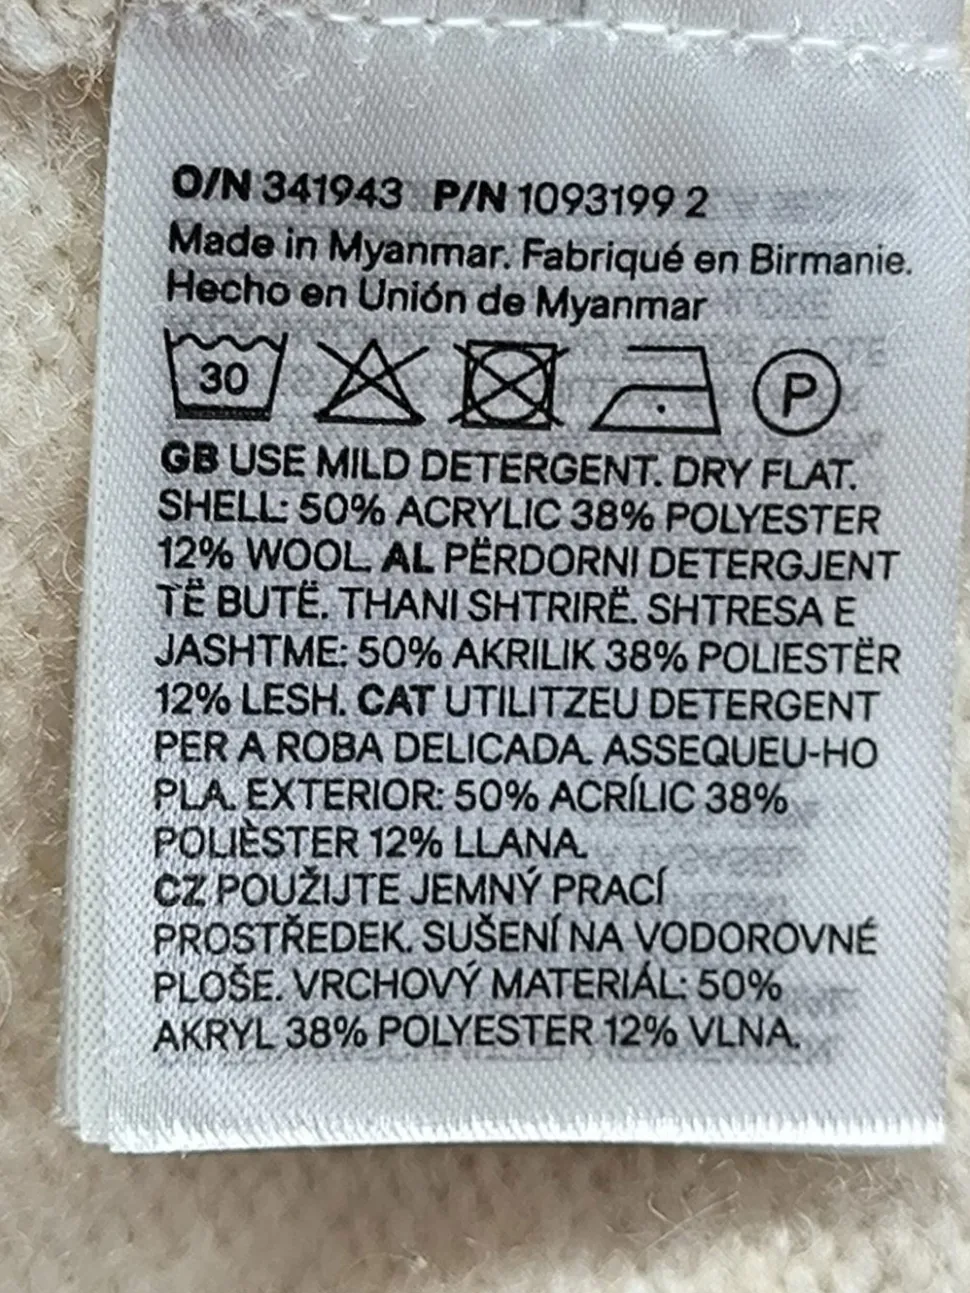 O/N 341943 P/N 1093199 2
Made in Myanmar. Fabriqué en Birmanie.
Hecho en Unión de Myanmar
30 P
GB USE MILD DETERGENT. DRY FLAT.
SHELL: 50% ACRYLIC 38% POLYESTER
12% WOOL. AL PËRDORNI DETERGJENT
TË BUTË. THANI SHTRIRË. SHTRESA E
JASHTME: 50% AKRILIK 38% POLIESTËR
12% LESH. CAT UTILITZEU DETERGENT
PER A ROBA DELICADA. ASSEQUEU-HO
PLA. EXTERIOR: 50% ACRÍLIC 38%
POLIÈSTER 12% LLANA.
CZ POUŽIJTE JEMNÝ PRACÍ
PROSTŘEDEK. SUŠENÍ NA VODOROVNÉ
PLOŠE. VRCHOVÝ MATERIÁL: 50%
AKRYL 38% POLYESTER 12% VLNA.